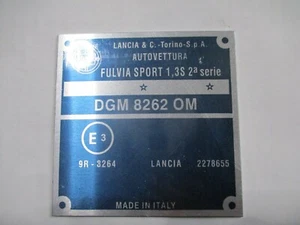 LANCIA & C. -Torino-S.p A.
AUTOVETTURA
FULVIA SPORT 1,3S 2ª serie
DGM 8262 OM
E3
9R - 3264 LANCIA 2278655
MADE IN ITALY